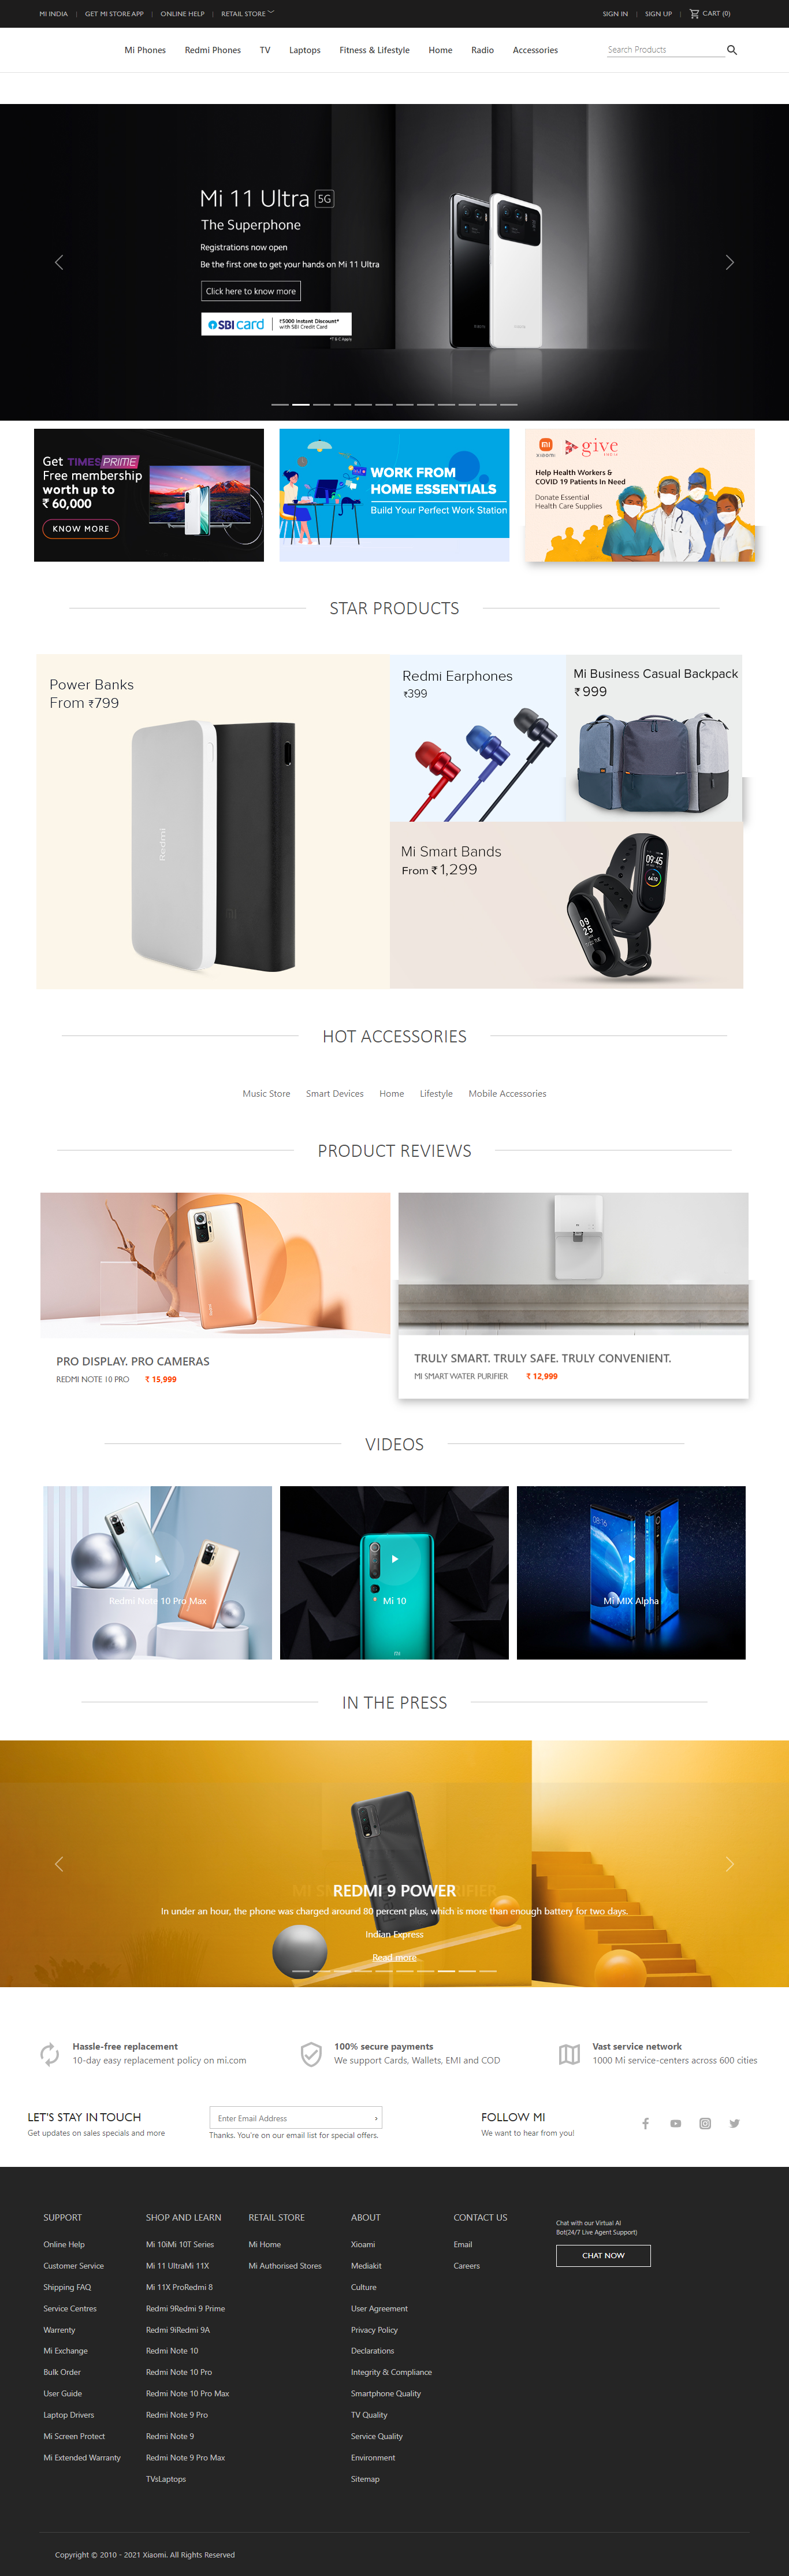 MI INDIA | GET MI STORE APP | ONLINE HELP | RETAIL STORE
SIGN IN | SIGN UP | CART (0)
Mi Phones Redmi Phones TV Laptops Fitness & Lifestyle Home Radio Accessories Search Products
Mi 11 Ultra 5G
The Superphone
Registrations now open
Be the first one to get your hands on Mi 11 Ultra
Click here to know more
SBI card ₹5000 Instant Discount*
with SBI Credit Card
*T & C Apply
Get TIMES PRIME
Free membership
worth up to
₹ 60,000
KNOW MORE
WORK FROM
HOME ESSENTIALS
Build Your Perfect Work Station
mi
XIAOMI
give
Help Health Workers &
COVID 19 Patients In Need
Donate Essential
Health Care Supplies
STAR PRODUCTS
Power Banks
From ₹799
Redmi
Redmi Earphones
₹399
Mi Business Casual Backpack
₹ 999
Mi Smart Bands
From ₹ 1,299
09:45
09
25
HOT ACCESSORIES
Music Store Smart Devices Home Lifestyle Mobile Accessories
PRODUCT REVIEWS
PRO DISPLAY. PRO CAMERAS
REDMI NOTE 10 PRO ₹ 15,999
TRULY SMART. TRULY SAFE. TRULY CONVENIENT.
MI SMART WATER PURIFIER ₹ 12,999
VIDEOS
Redmi Note 10 Pro Max
Mi 10
08:16
Mi MIX Alpha
IN THE PRESS
REDMI 9 POWER
In under an hour, the phone was charged around 80 percent plus, which is more than enough battery for two days.
Indian Express
Read more
Hassle-free replacement
10-day easy replacement policy on mi.com
100% secure payments
We support Cards, Wallets, EMI and COD
Vast service network
1000 Mi service-centers across 600 cities
LET'S STAY IN TOUCH
Get updates on sales specials and more
Enter Email Address ›
Thanks. You're on our email list for special offers.
FOLLOW MI
We want to hear from you!
SUPPORT
Online Help
Customer Service
Shipping FAQ
Service Centres
Warrenty
Mi Exchange
Bulk Order
User Guide
Laptop Drivers
Mi Screen Protect
Mi Extended Warranty
SHOP AND LEARN
Mi 10iMi 10T Series
Mi 11 UltraMi 11X
Mi 11X ProRedmi 8
Redmi 9Redmi 9 Prime
Redmi 9iRedmi 9A
Redmi Note 10
Redmi Note 10 Pro
Redmi Note 10 Pro Max
Redmi Note 9 Pro
Redmi Note 9
Redmi Note 9 Pro Max
TVsLaptops
RETAIL STORE
Mi Home
Mi Authorised Stores
ABOUT
Xioami
Mediakit
Culture
User Agreement
Privacy Policy
Declarations
Integrity & Compliance
Smartphone Quality
TV Quality
Service Quality
Environment
Sitemap
CONTACT US
Email
Careers
Chat with our Virtual AI
Bot(24/7 Live Agent Support)
CHAT NOW
Copyright © 2010 - 2021 Xiaomi. All Rights Reserved